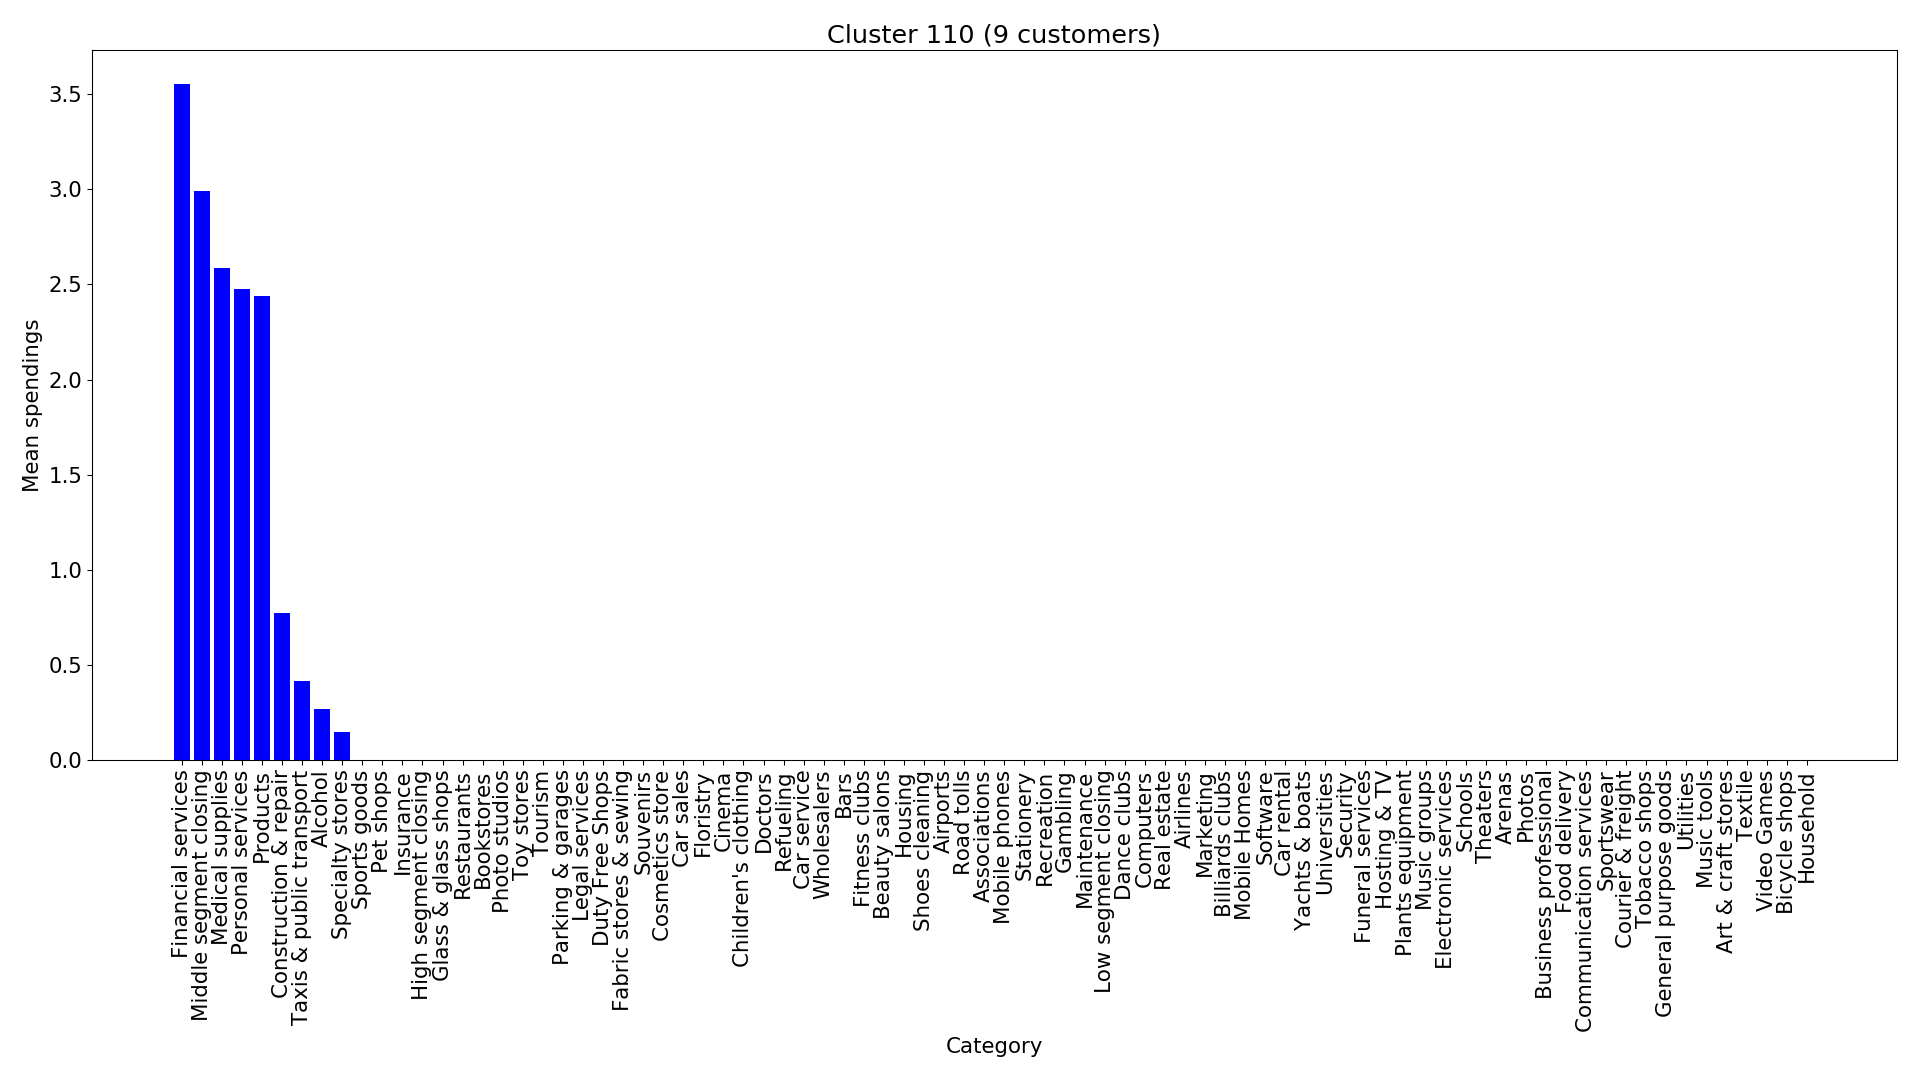 Cluster 110 (9 customers)
Mean spendings
3.5
3.0
2.5
2.0
1.5
1.0
0.5
0.0
Financial services
Middle segment closing
Medical supplies
Personal services
Products
Construction & repair
Taxis & public transport
Alcohol
Specialty stores
Sports goods
Pet shops
Insurance
High segment closing
Glass & glass shops
Restaurants
Bookstores
Photo studios
Toy stores
Tourism
Parking & garages
Legal services
Duty Free Shops
Fabric stores & sewing
Souvenirs
Cosmetics store
Car sales
Floristry
Cinema
Children's clothing
Doctors
Refueling
Car service
Wholesalers
Bars
Fitness clubs
Beauty salons
Housing
Shoes cleaning
Airports
Road tolls
Associations
Mobile phones
Stationery
Recreation
Gambling
Maintenance
Low segment closing
Dance clubs
Computers
Real estate
Airlines
Marketing
Billiards clubs
Mobile Homes
Software
Car rental
Yachts & boats
Universities
Security
Funeral services
Hosting & TV
Plants equipment
Music groups
Electronic services
Schools
Theaters
Arenas
Photos
Business professional
Food delivery
Communication services
Sportswear
Courier & freight
Tobacco shops
General purpose goods
Utilities
Music tools
Art & craft stores
Textile
Video Games
Bicycle shops
Household
Category